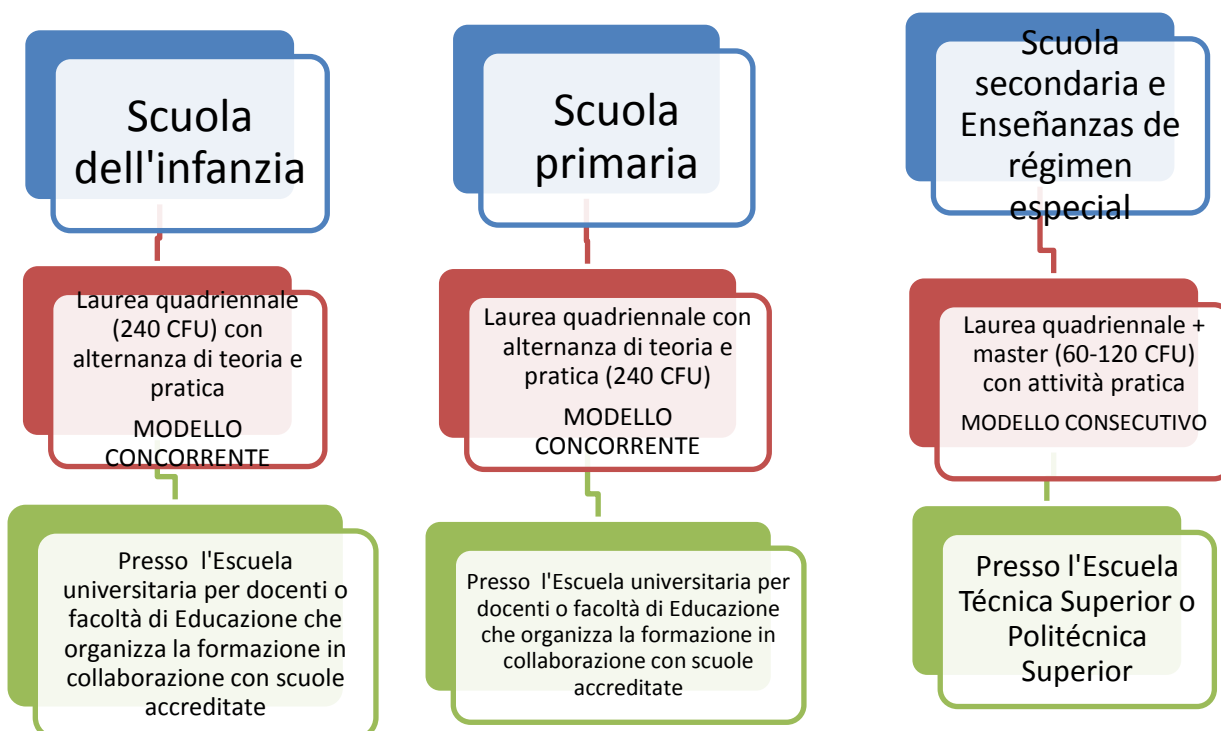 Scuola
dell'infanzia
Laurea quadriennale
(240 CFU) con
alternanza di teoria e
pratica
MODELLO
CONCORRENTE
Presso l'Escuela
universitaria per docenti o
facoltà di Educazione che
organizza la formazione in
collaborazione con scuole
accreditate
Scuola
primaria
Laurea quadriennale con
alternanza di teoria e
pratica (240 CFU)
MODELLO
CONCORRENTE
Presso l'Escuela universitaria per
docenti o facoltà di Educazione
che organizza la formazione in
collaborazione con scuole
accreditate
Scuola
secondaria e
Enseñanzas de
régimen
especial
Laurea quadriennale +
master (60-120 CFU)
con attività pratica
MODELLO CONSECUTIVO
Presso l'Escuela
Técnica Superior o
Politécnica
Superior